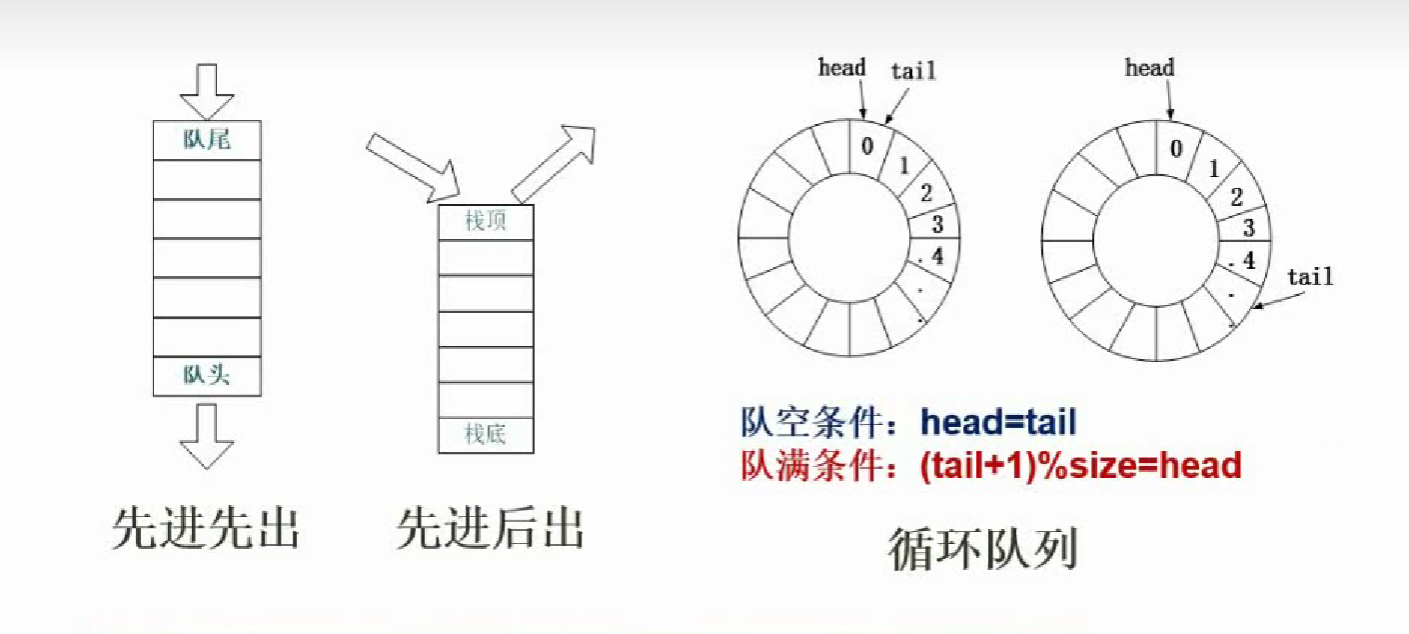 队尾
队头
先进先出
栈顶
栈底
先进后出
head tail
0
1
2
3
. 4
.
.
head
0
1
2
3
. 4
.
.
tail
队空条件：head=tail
队满条件：(tail+1)%size=head
循环队列